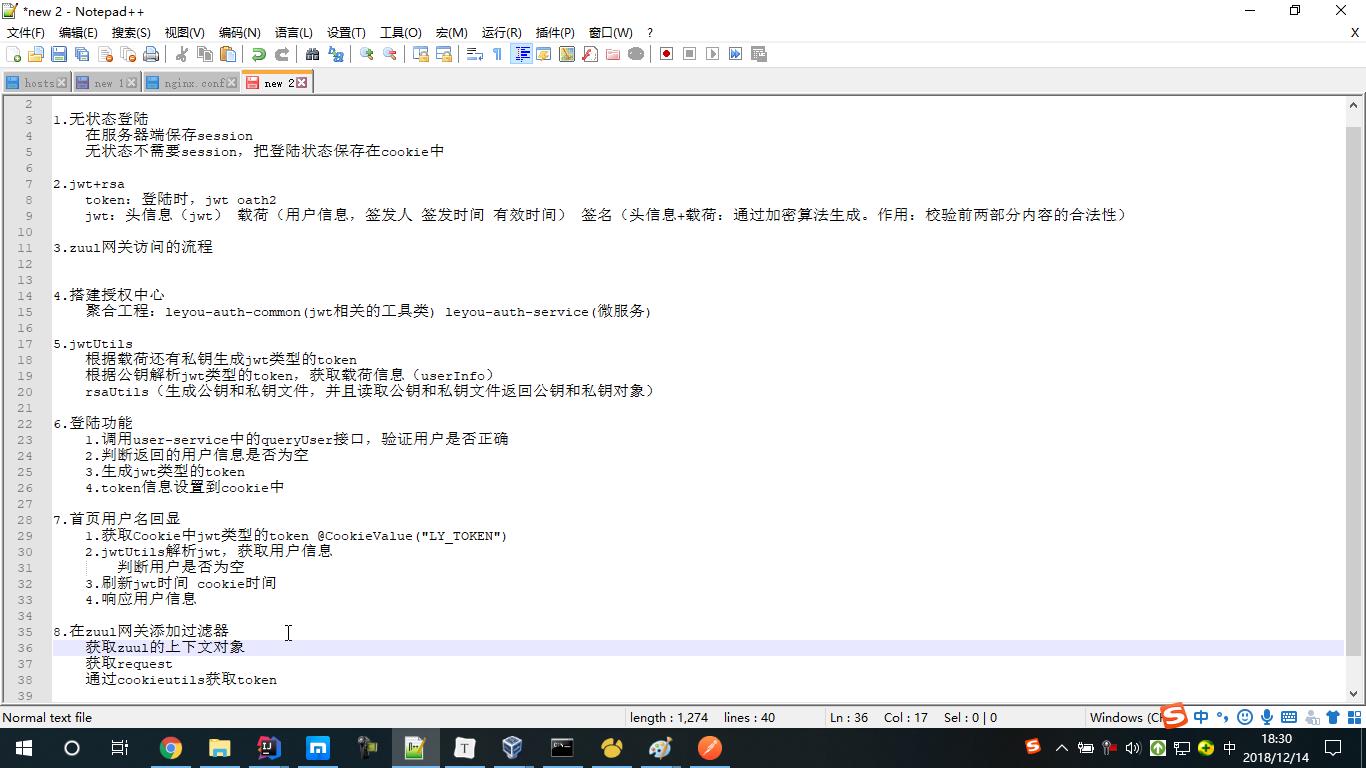 *new 2 - Notepad++
文件(F) 编辑(E) 搜索(S) 视图(V) 编码(N) 语言(L) 设置(T) 工具(O) 宏(M) 运行(R) 插件(P) 窗口(W) ? X
hosts new 1 nginx.conf new 2
2
3 1.无状态登陆
4 在服务器端保存session
5 无状态不需要session，把登陆状态保存在cookie中
6
7 2.jwt+rsa
8 token：登陆时，jwt oath2
9 jwt：头信息（jwt） 载荷（用户信息，签发人 签发时间 有效时间） 签名（头信息+载荷：通过加密算法生成。作用：校验前两部分内容的合法性）
10
11 3.zuul网关访问的流程
12
13
14 4.搭建授权中心
15 聚合工程：leyou-auth-common(jwt相关的工具类) leyou-auth-service(微服务)
16
17 5.jwtUtils
18 根据载荷还有私钥生成jwt类型的token
19 根据公钥解析jwt类型的token，获取载荷信息（userInfo）
20 rsaUtils（生成公钥和私钥文件，并且读取公钥和私钥文件返回公钥和私钥对象）
21
22 6.登陆功能
23 1.调用user-service中的queryUser接口，验证用户是否正确
24 2.判断返回的用户信息是否为空
25 3.生成jwt类型的token
26 4.token信息设置到cookie中
27
28 7.首页用户名回显
29 1.获取Cookie中jwt类型的token @CookieValue("LY_TOKEN")
30 2.jwtUtils解析jwt，获取用户信息
31 判断用户是否为空
32 3.刷新jwt时间 cookie时间
33 4.响应用户信息
34
35 8.在zuul网关添加过滤器
36 获取zuul的上下文对象
37 获取request
38 通过cookieutils获取token
39
Normal text file length : 1,274 lines : 40 Ln : 36 Col : 17 Sel : 0 | 0 Windows (C 中
中 18:30
2018/12/14